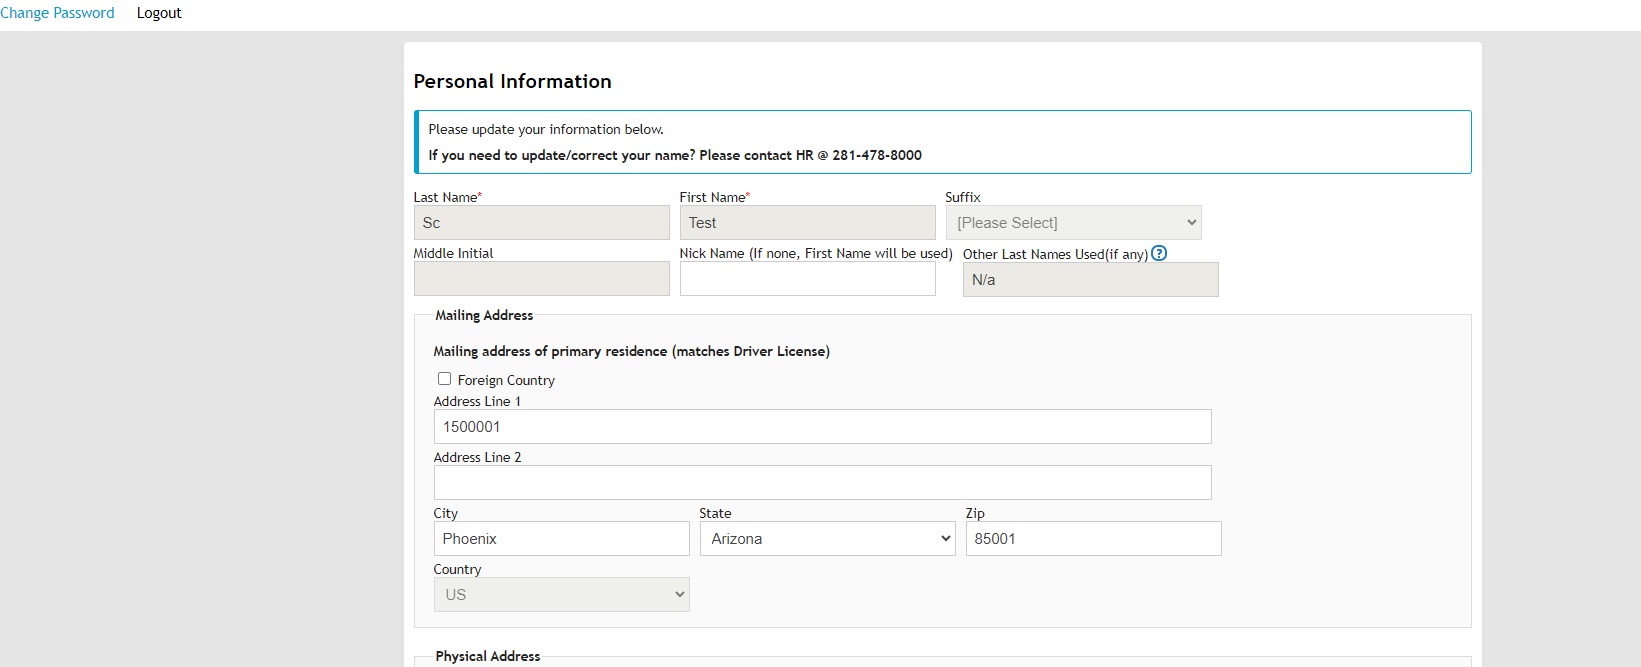 Change Password Logout
Personal Information
Please update your information below.
If you need to update/correct your name? Please contact HR @ 281-478-8000
Last Name* First Name* Suffix
Sc Test [Please Select]
Middle Initial Nick Name (If none, First Name will be used) Other Last Names Used(if any) ?
N/a
Mailing Address
Mailing address of primary residence (matches Driver License)
Foreign Country
Address Line 1
1500001
Address Line 2
City State Zip
Phoenix Arizona 85001
Country
US
Physical Address